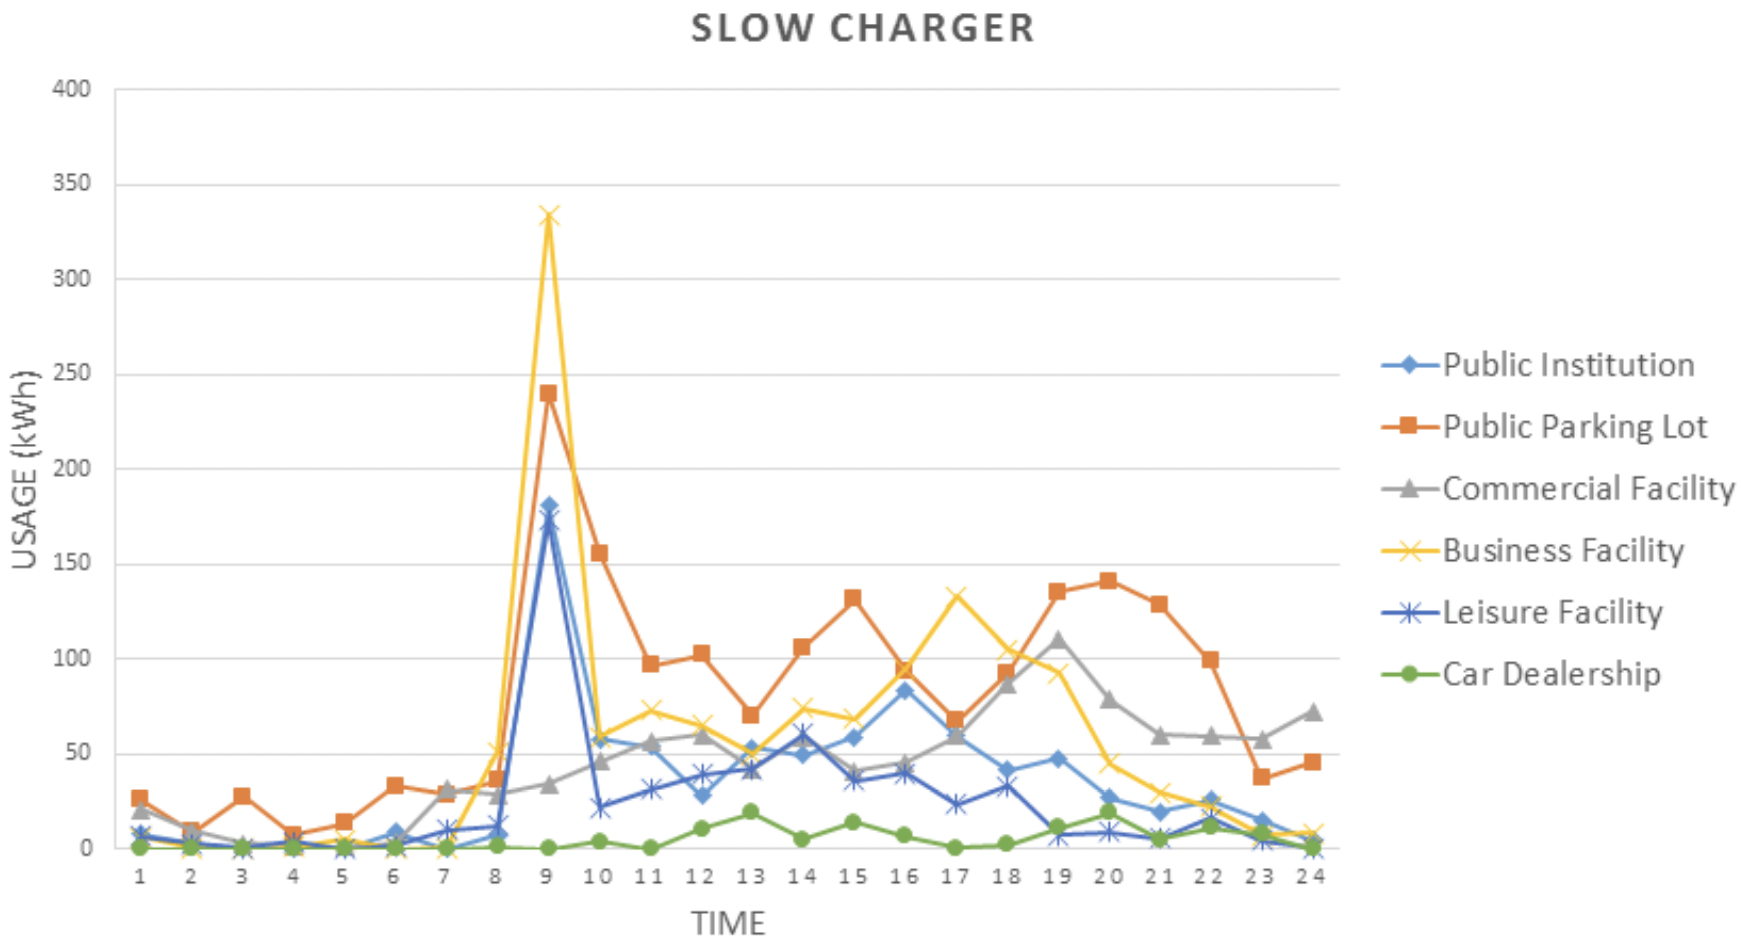 SLOW CHARGER
400
350
300
250
200
150
100
50
0
USAGE (kWh)
1 2 3 4 5 6 7 8 9 10 11 12 13 14 15 16 17 18 19 20 21 22 23 24
TIME
Public Institution
Public Parking Lot
Commercial Facility
Business Facility
Leisure Facility
Car Dealership